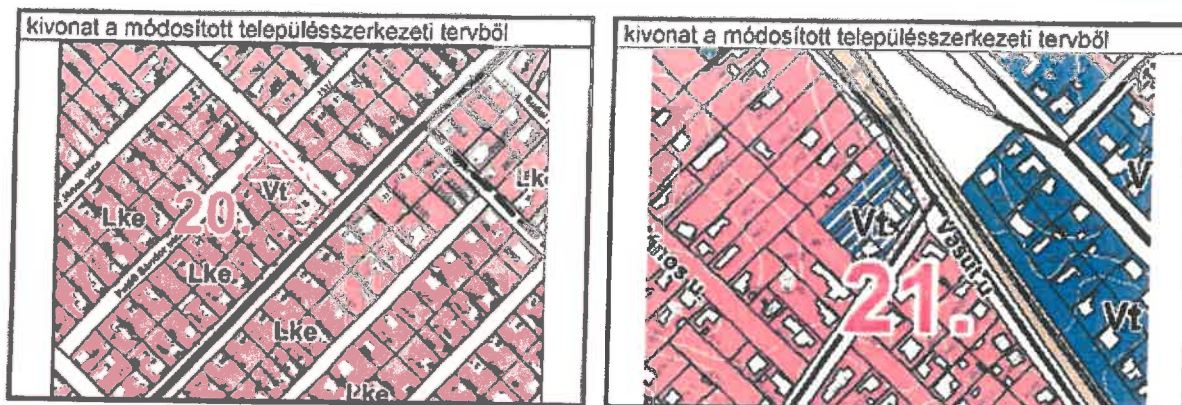 kivonat a módosított településszerkezeti tervből
Vt
Lke
20.
Lke
Lke
Lke
Lke
kivonat a módosított településszerkezeti tervből
Vt
Vasút u
21.
V
Vt